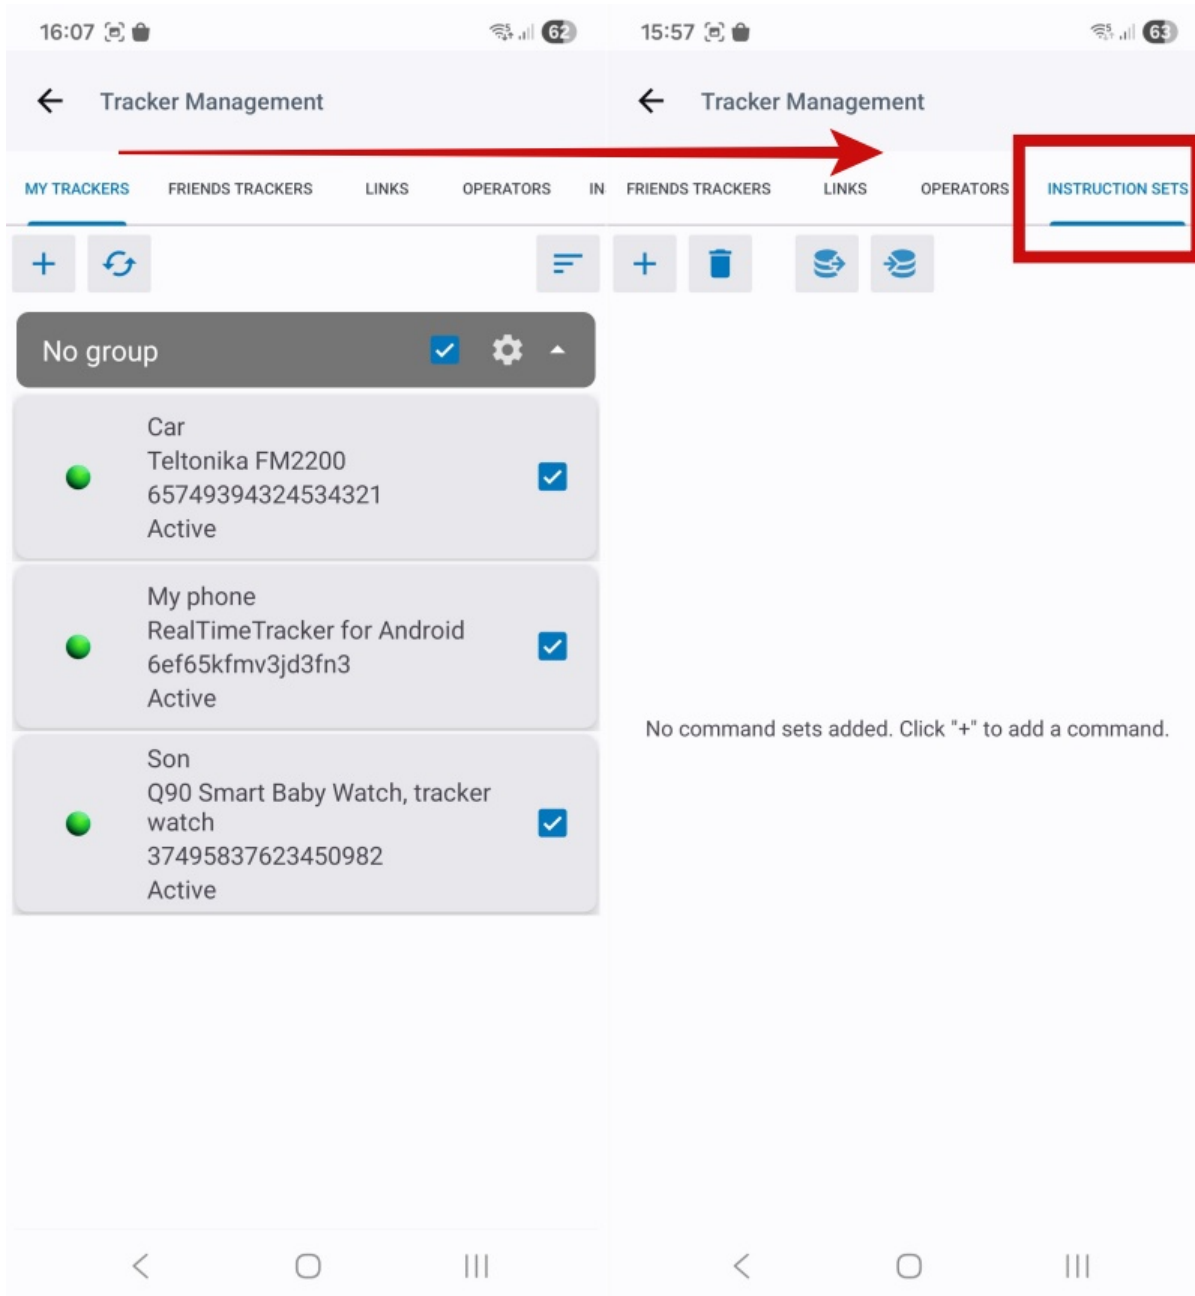 16:07
62
Tracker Management
MY TRACKERS FRIENDS TRACKERS LINKS OPERATORS IN
No group
Car
Teltonika FM2200
65749394324534321
Active
My phone
RealTimeTracker for Android
6ef65kfmv3jd3fn3
Active
Son
Q90 Smart Baby Watch, tracker
watch
37495837623450982
Active
15:57
63
Tracker Management
FRIENDS TRACKERS LINKS OPERATORS INSTRUCTION SETS
No command sets added. Click "+" to add a command.